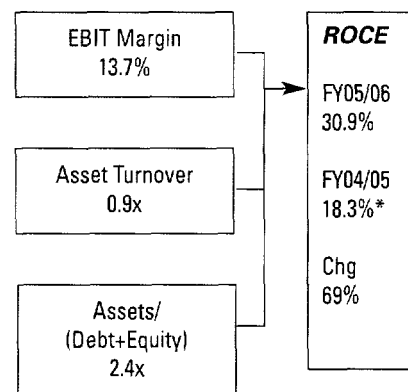 EBIT Margin
13.7%
Asset Turnover
0.9x
Assets/
(Debt+Equity)
2.4x
ROCE
FY05/06
30.9%
FY04/05
18.3%*
Chg
69%